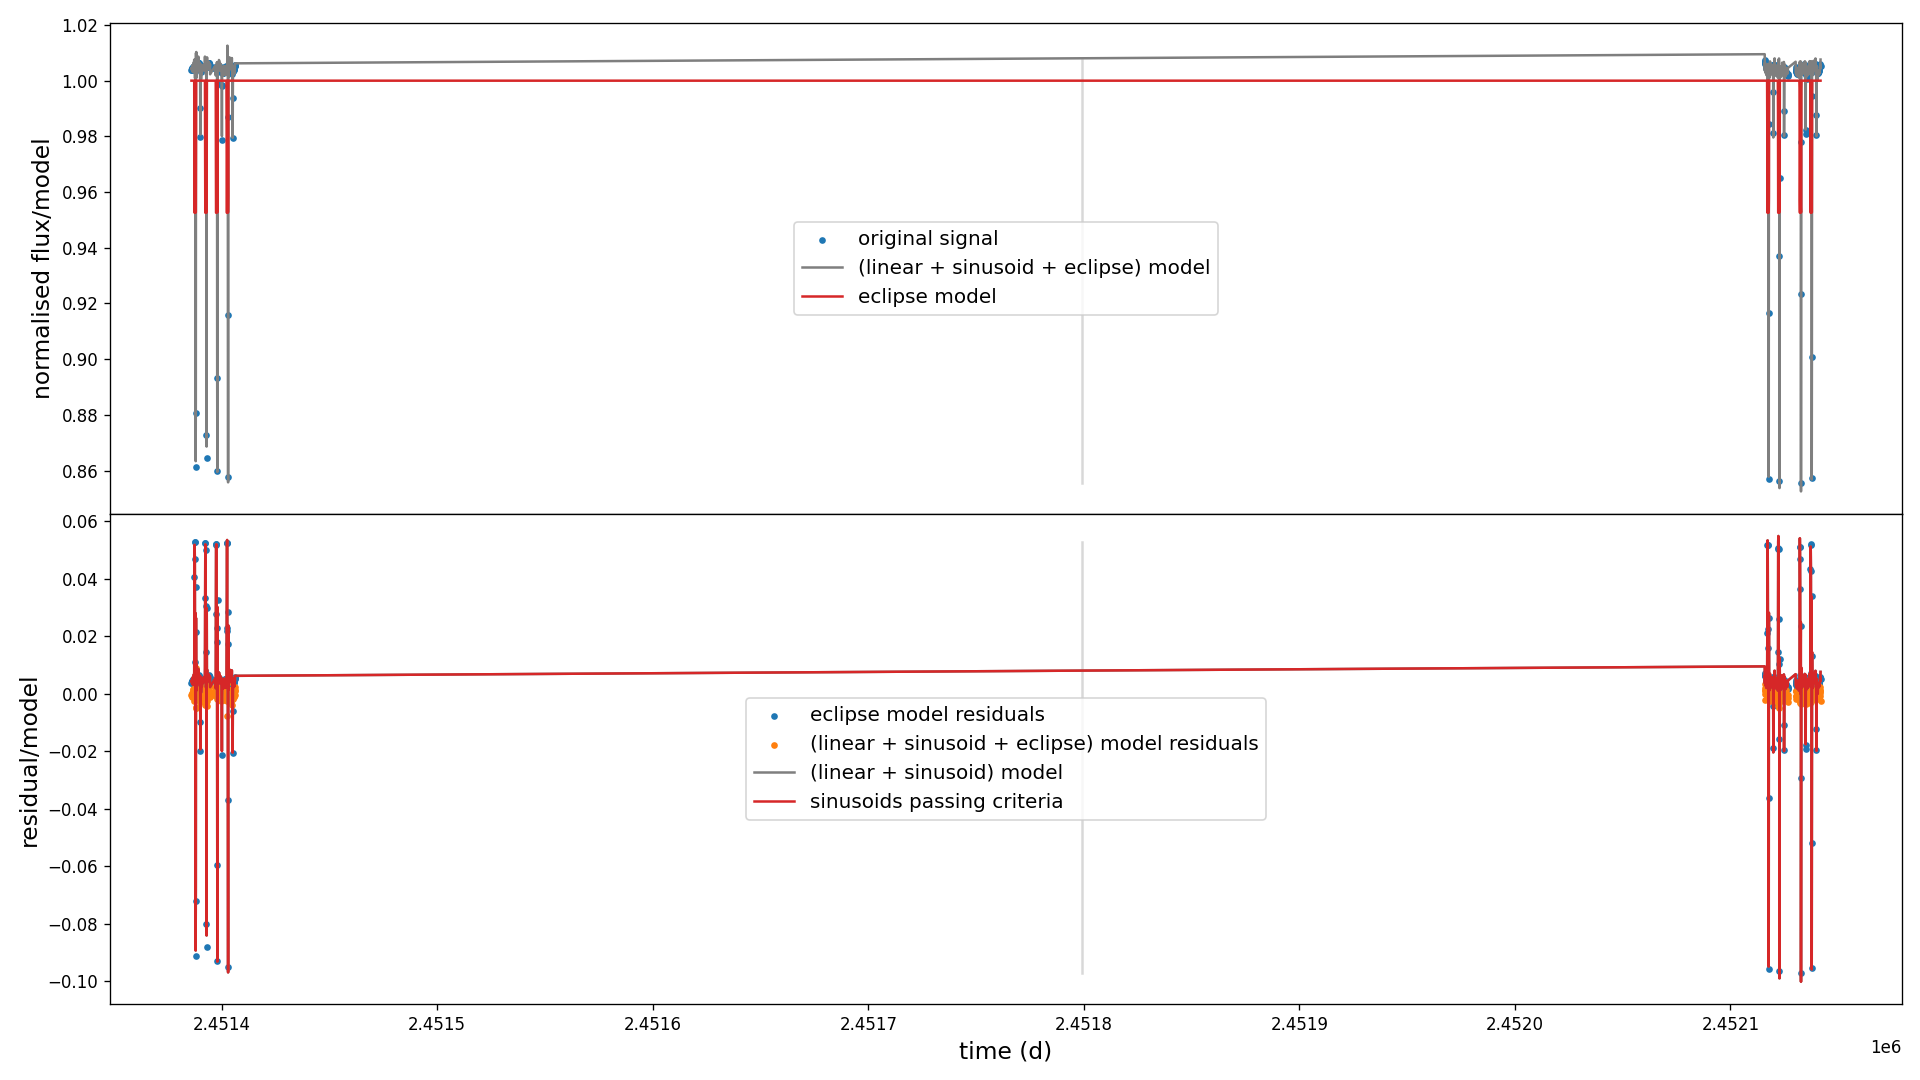 1.02
1.00
0.98
0.96
0.94
0.92
0.90
0.88
0.86
normalised flux/model
original signal
(linear + sinusoid + eclipse) model
eclipse model
0.06
0.04
0.02
0.00
−0.02
−0.04
−0.06
−0.08
−0.10
residual/model
eclipse model residuals
(linear + sinusoid + eclipse) model residuals
(linear + sinusoid) model
sinusoids passing criteria
2.4514
2.4515
2.4516
2.4517
2.4518
2.4519
2.4520
2.4521
1e6
time (d)